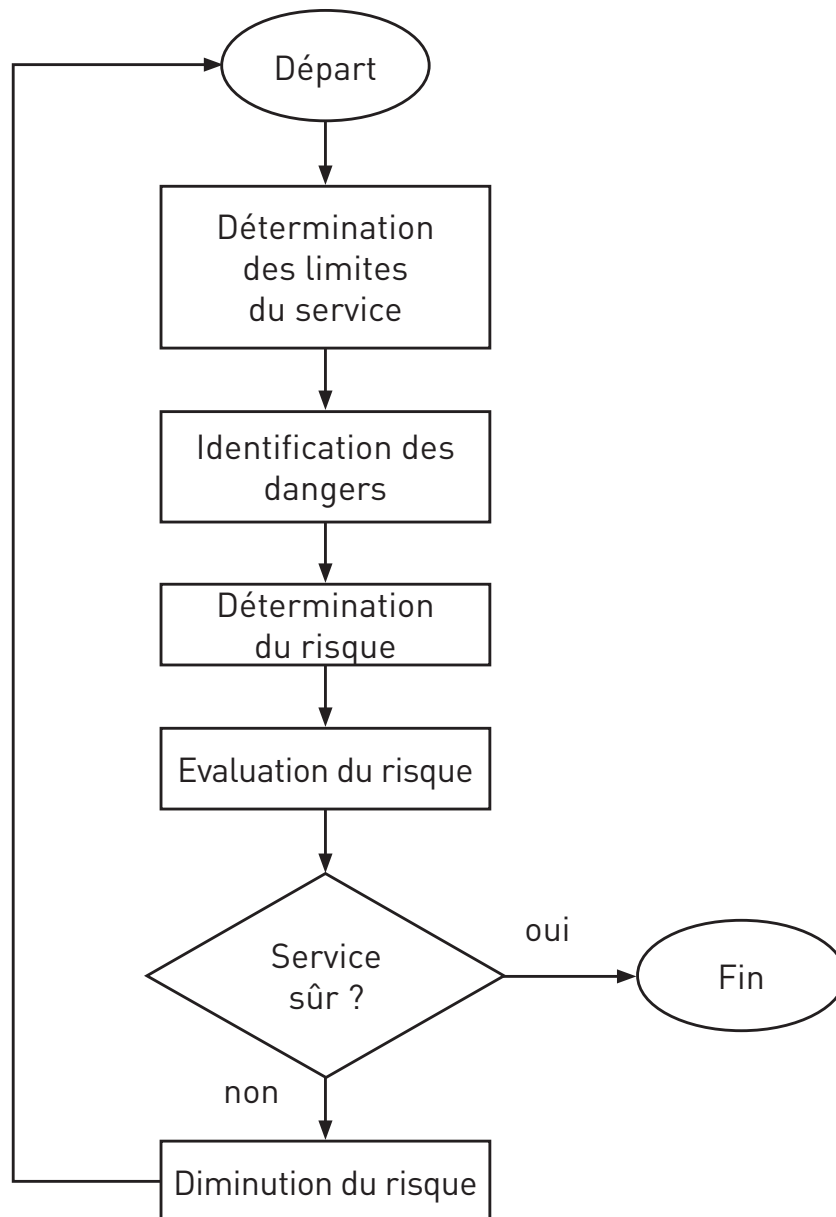 Départ
Détermination
des limites
du service
Identification des
dangers
Détermination
du risque
Evaluation du risque
Service
sûr ?
oui
Fin
non
Diminution du risque